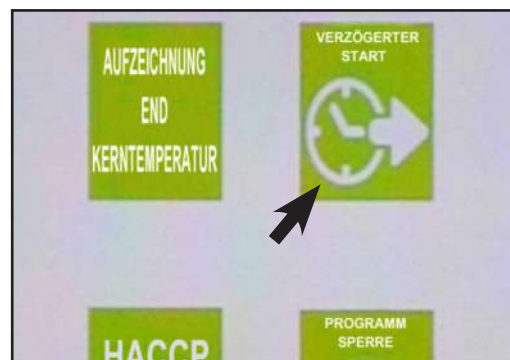 AUFZEICHNUNG
END
KERNTEMPERATUR
VERZÖGERTER
START
HACCP
PROGRAMM
SPERRE